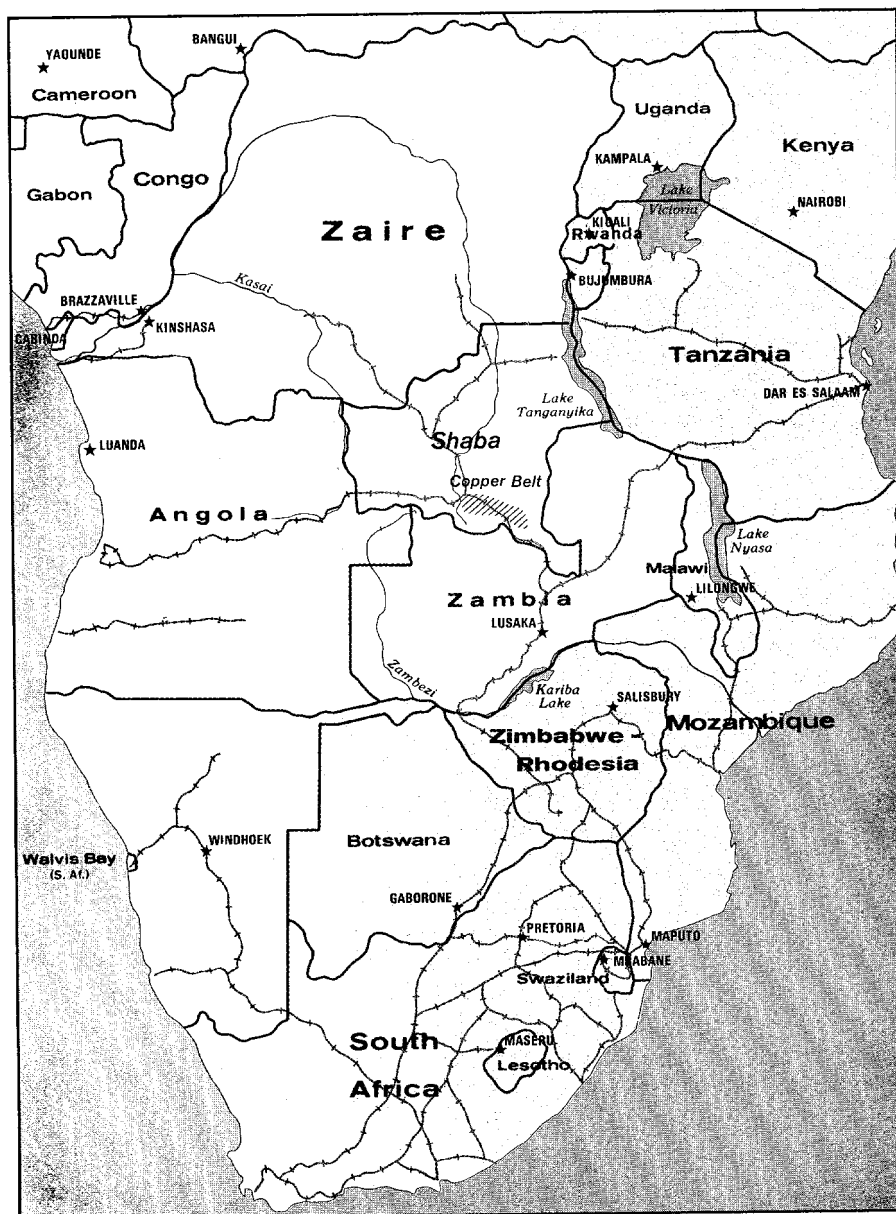 BANGUI
YAOUNDE
Cameroon
Uganda
Kenya
Congo
KAMPALA
Gabon
Lake
Victoria
NAIROBI
Zaire
KIGALI
Rwanda
Kasai
BUJUMBURA
BRAZZAVILLE
KINSHASA
CABINDA
Tanzania
DAR ES SALAAM
Lake
Tanganyika
LUANDA
Shaba
Copper Belt
Angola
Lake
Nyasa
Malawi
LILONGWE
Zambia
LUSAKA
Zambezi
Kariba
Lake
SALISBURY
Mozambique
Zimbabwe -
Rhodesia
WINDHOEK
Botswana
Walvis Bay
(S. Af.)
GABORONE
PRETORIA
MAPUTO
MBABANE
Swaziland
South
Africa
MASERU
Lesotho